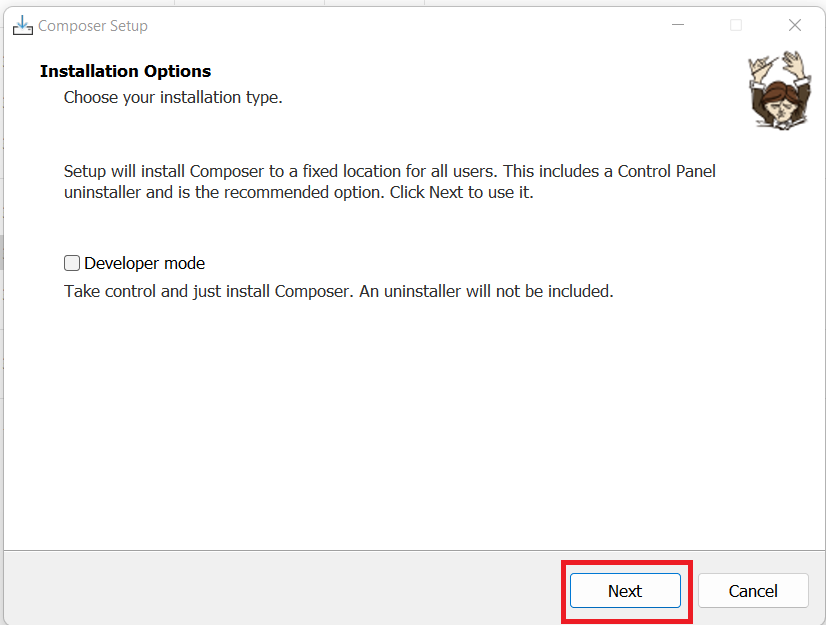 Composer Setup
Installation Options
Choose your installation type.
Setup will install Composer to a fixed location for all users. This includes a Control Panel
uninstaller and is the recommended option. Click Next to use it.
Developer mode
Take control and just install Composer. An uninstaller will not be included.
Next
Cancel